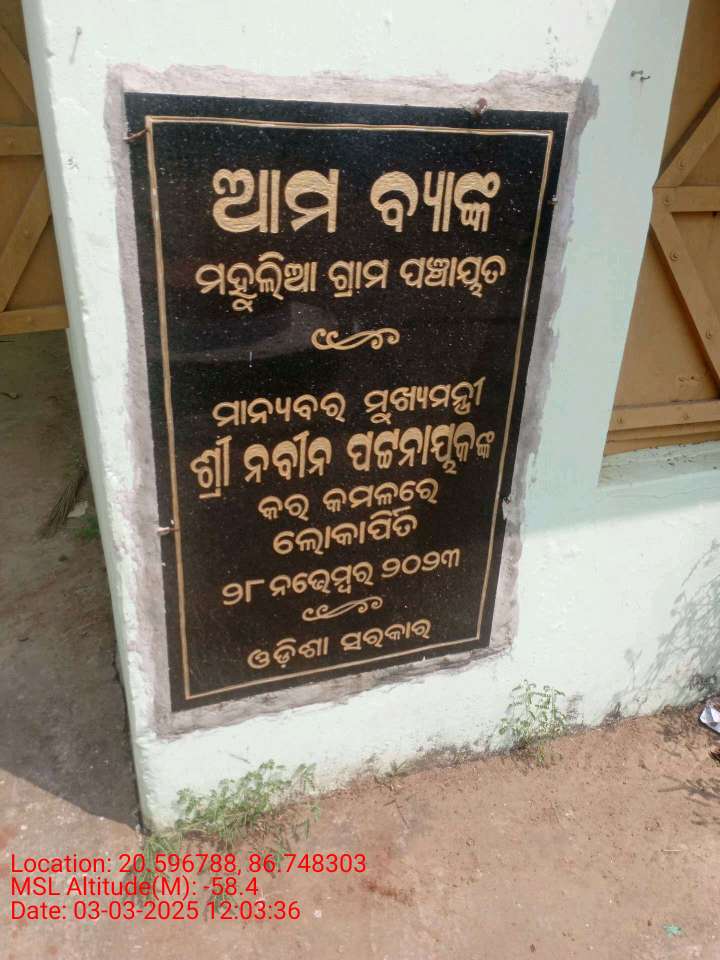 ଆମ ବ୍ୟାଙ୍କ
ମହୁଲିଆ ଗ୍ରାମ ପଞ୍ଚାୟତ
ମାନ୍ୟବର ମୁଖ୍ୟମନ୍ତ୍ରୀ
ଶ୍ରୀ ନବୀନ ପଟ୍ଟନାୟକଙ୍କ
କର କମଳରେ
ଲୋକାର୍ପିତ
୨୮ ନଭେମ୍ବର ୨୦୨୩
ଓଡ଼ିଶା ସରକାର
Location: 20.596788, 86.748303
MSL Altitude(M): -58.4
Date: 03-03-2025 12:03:36